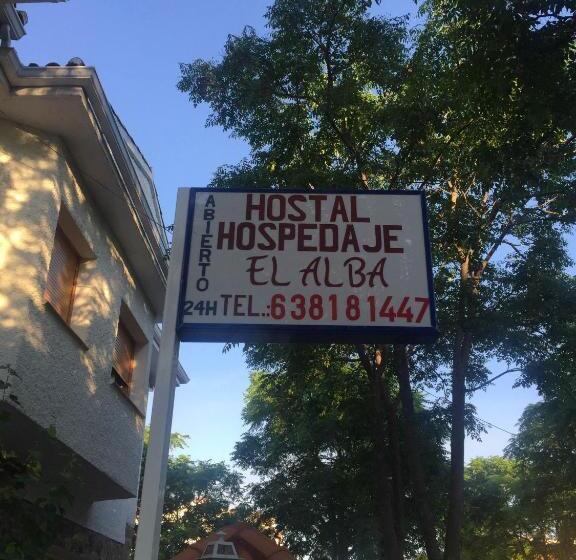 ABIERTO
24H
HOSTAL
HOSPEDAJE
EL ALBA
TEL.:638181447